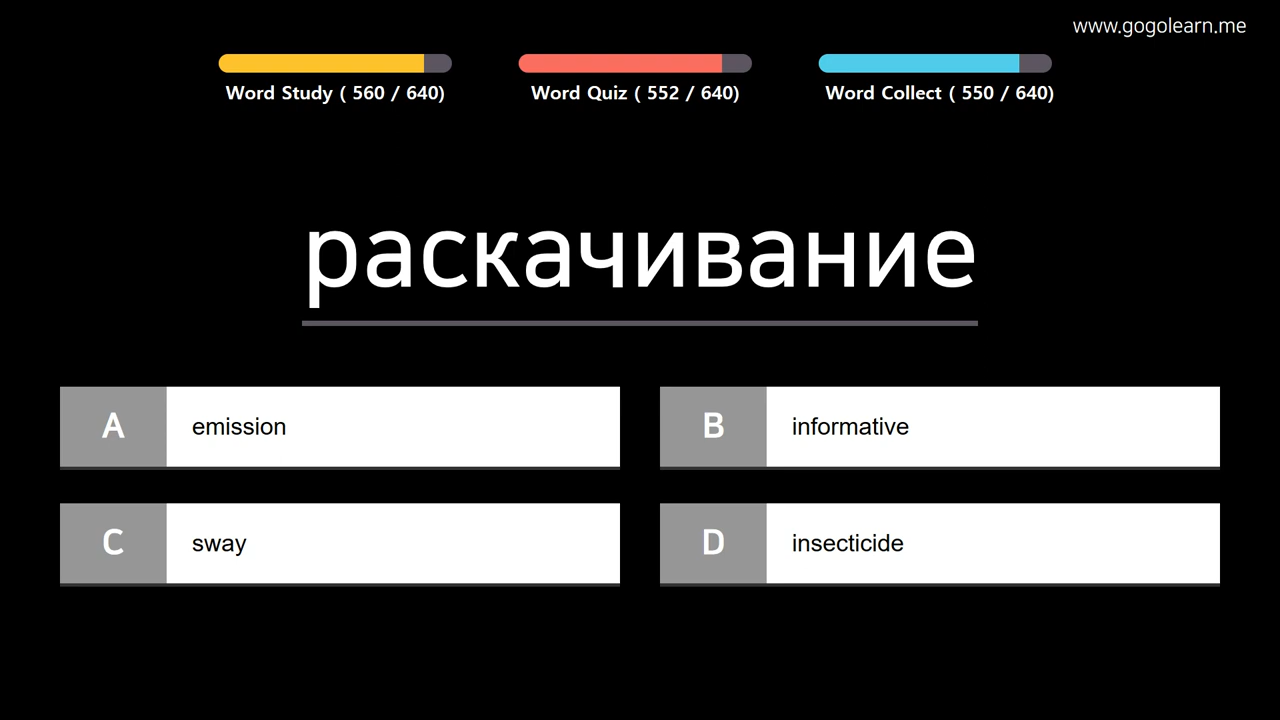 www.gogolearn.me
Word Study ( 560 / 640)
Word Quiz ( 552 / 640)
Word Collect ( 550 / 640)
раскачивание
A emission
B informative
C sway
D insecticide